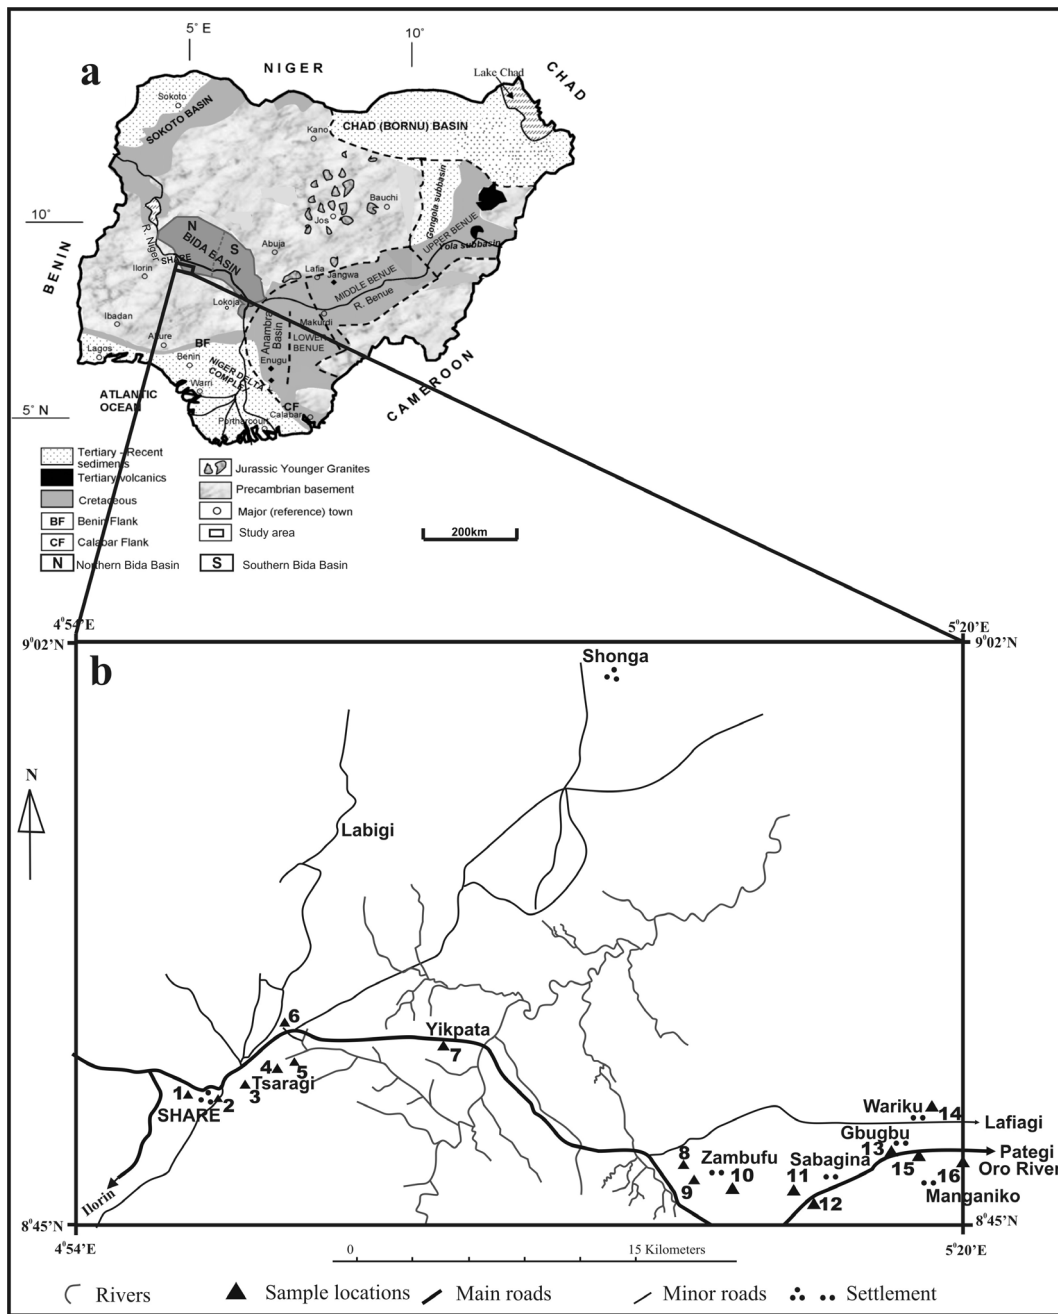 5° E
10°
a
NIGER
CHAD
Lake Chad
Sokoto
SOKOTO BASIN
CHAD (BORNU) BASIN
Kano
Gongola subbasin
Bauchi
Jos
10°
N
R. Niger
BIDA BASIN
S
Abuja
UPPER BENUE
Yola subbasin
BENIN
SHARE
Ilorin
Lafia
Jangwa
MIDDLE BENUE
R. Benue
Lokoja
Makurdi
Ibadan
Anambra
Basin
LOWER
BENUE
Akure
BF
Lagos
Benin
Enugu
NIGER DELTA
COMPLEX
Warri
CAMEROON
ATLANTIC
OCEAN
CF
Calabar
5° N
Portharcourt
Tertiary - Recent
sediments
Tertiary volcanics
Cretaceous
BF Benin Flank
CF Calabar Flank
N Northern Bida Basin
Jurassic Younger Granites
Precambrian basement
Major (reference) town
Study area
S Southern Bida Basin
200km
4°54'E
5°20'E
9°02'N
9°02'N
b
Shonga
N
Labigi
6
Yikpata
7
4
5
Tsaragi
3
1
2
SHARE
Wariku
14
Lafiagi
Gbugbu
13
Pategi
8
Zambufu
Sabagina
15
Oro River
9
10
11
16
Manganiko
12
Ilorin
8°45'N
8°45'N
4°54'E
5°20'E
0
15 Kilometers
Rivers
Sample locations
Main roads
Minor roads
Settlement